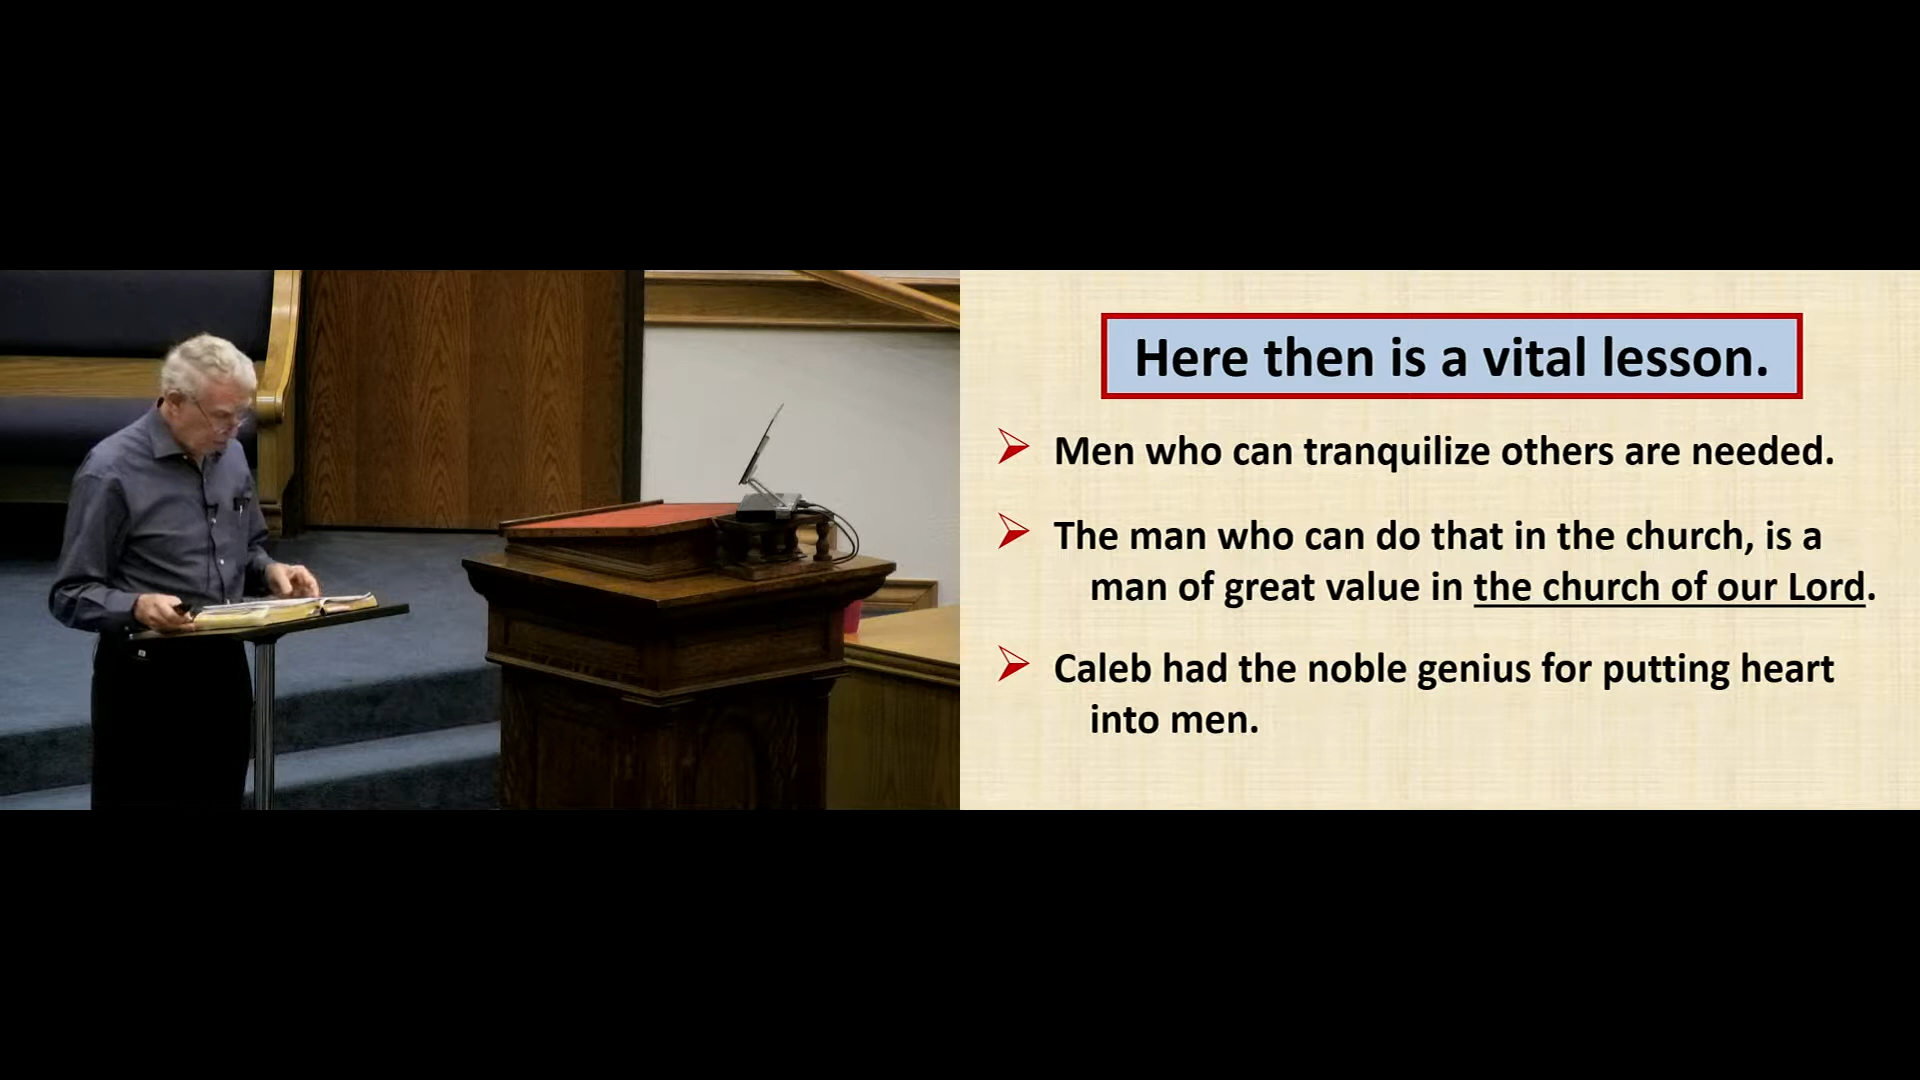 Here then is a vital lesson.
Men who can tranquilize others are needed.
The man who can do that in the church, is a
man of great value in the church of our Lord.
Caleb had the noble genius for putting heart
into men.